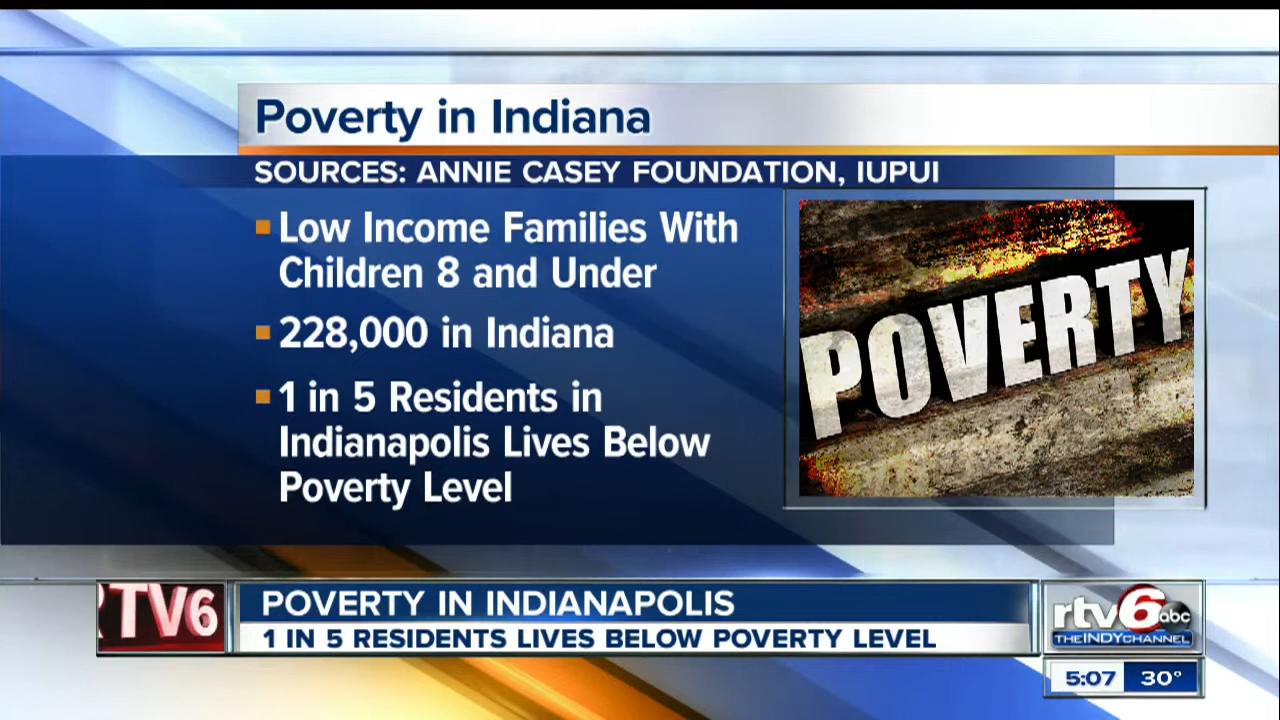 Poverty in Indiana
SOURCES: ANNIE CASEY FOUNDATION, IUPUI
Low Income Families With
Children 8 and Under
228,000 in Indiana
1 in 5 Residents in
Indianapolis Lives Below
Poverty Level
POVERTY
RTV6
POVERTY IN INDIANAPOLIS
1 IN 5 RESIDENTS LIVES BELOW POVERTY LEVEL
rtv6 abc
THEINDYCHANNEL
5:07 30°